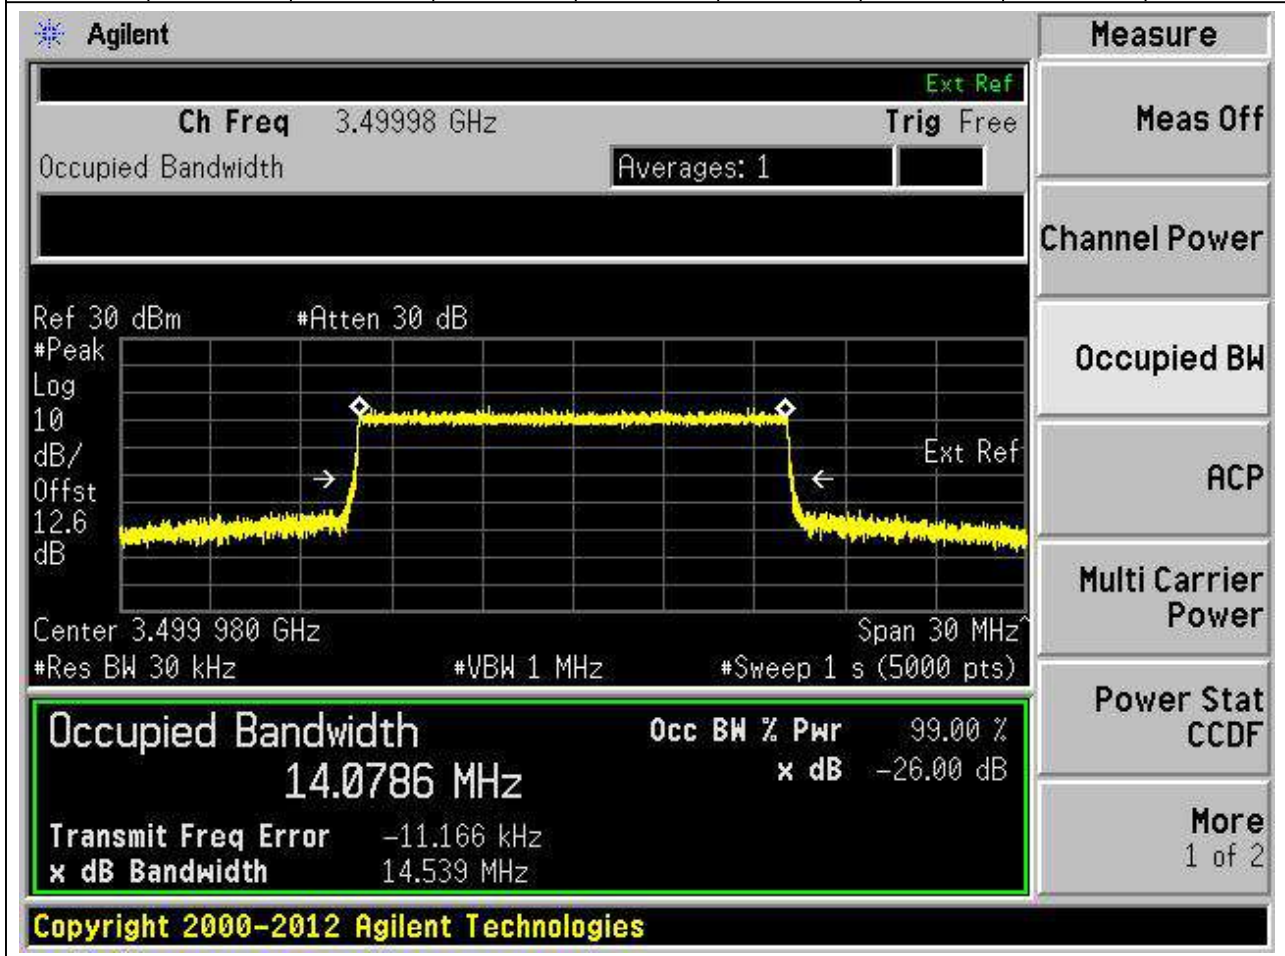 Agilent
Measure
Ext Ref
Ch Freq 3.49998 GHz
Trig Free
Meas Off
Occupied Bandwidth
Averages: 1
Channel Power
Ref 30 dBm #Atten 30 dB
#Peak
Log
10
dB/
Offst
12.6
dB
Ext Ref
Occupied BW
ACP
Center 3.499 980 GHz
Span 30 MHz^
#Res BW 30 kHz #VBW 1 MHz #Sweep 1 s (5000 pts)
Multi Carrier
Power
Occupied Bandwidth
14.0786 MHz
Occ BW % Pwr 99.00 %
x dB -26.00 dB
Transmit Freq Error -11.166 kHz
x dB Bandwidth 14.539 MHz
Power Stat
CCDF
More
1 of 2
Copyright 2000-2012 Agilent Technologies